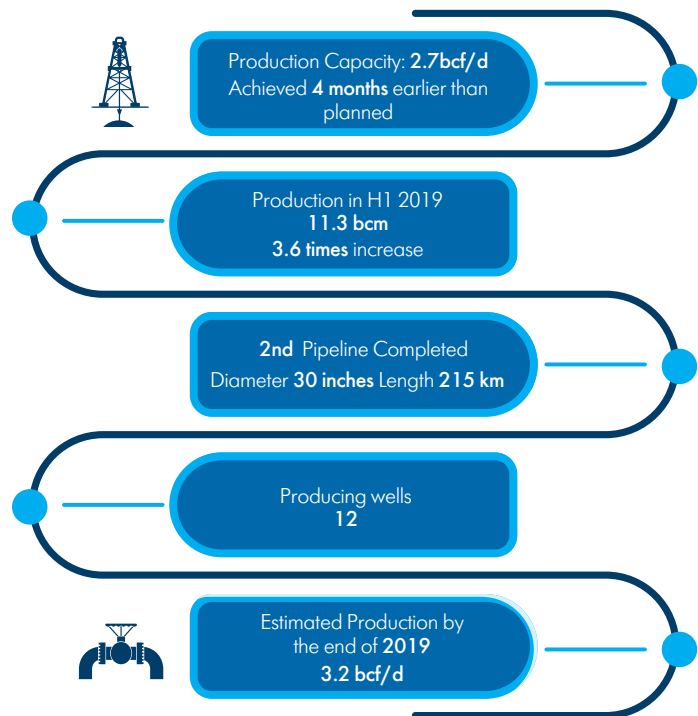 Production Capacity: 2.7bcf/d
Achieved 4 months earlier than
planned
Production in H1 2019
11.3 bcm
3.6 times increase
2nd Pipeline Completed
Diameter 30 inches Length 215 km
Producing wells
12
Estimated Production by
the end of 2019
3.2 bcf/d